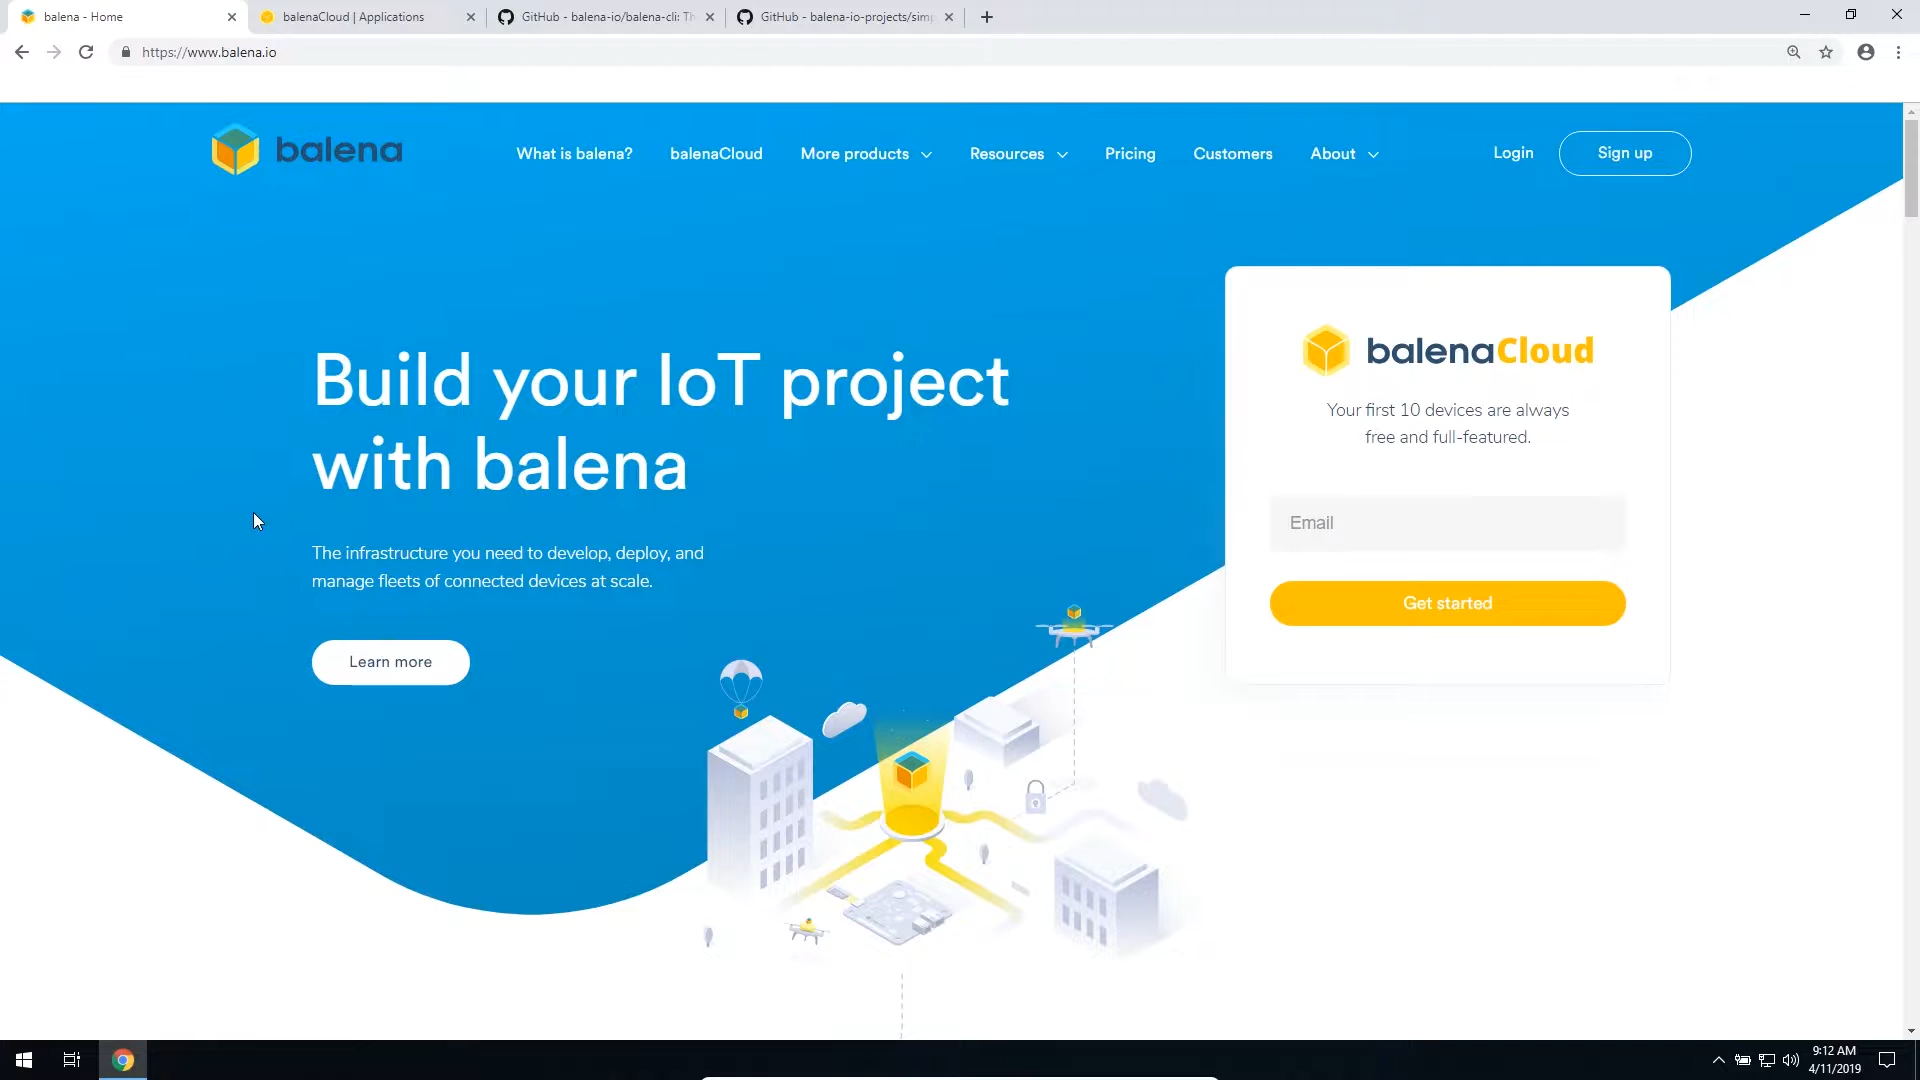 balena - Home
balenaCloud | Applications
GitHub - balena-io/balena-cli: Th
GitHub - balena-io-projects/simp
https://www.balena.io
balena
What is balena?
balenaCloud
More products
Resources
Pricing
Customers
About
Login
Sign up
Build your IoT project
with balena
The infrastructure you need to develop, deploy, and
manage fleets of connected devices at scale.
Learn more
balenaCloud
Your first 10 devices are always
free and full-featured.
Email
Get started
9:12 AM
4/11/2019